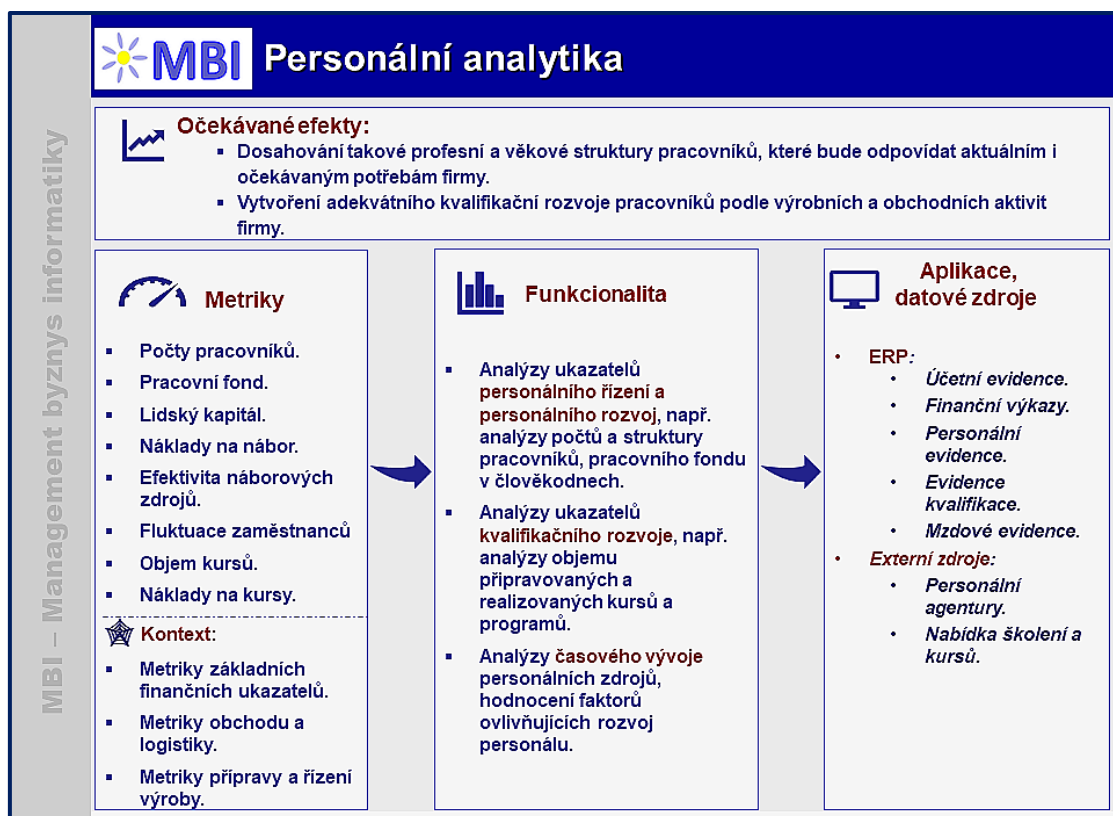 MBI – Management byznys informatiky
MBI Personální analytika
Očekávané efekty:
▪ Dosahování takové profesní a věkové struktury pracovníků, které bude odpovídat aktuálním i
očekávaným potřebám firmy.
▪ Vytvoření adekvátního kvalifikační rozvoje pracovníků podle výrobních a obchodních aktivit
firmy.
Metriky
▪ Počty pracovníků.
▪ Pracovní fond.
▪ Lidský kapitál.
▪ Náklady na nábor.
▪ Efektivita náborových
zdrojů.
▪ Fluktuace zaměstnanců
▪ Objem kursů.
▪ Náklady na kursy.
Kontext:
▪ Metriky základních
finančních ukazatelů.
▪ Metriky obchodu a
logistiky.
▪ Metriky přípravy a řízení
výroby.
Funkcionalita
▪ Analýzy ukazatelů
personálního řízení a
personálního rozvoj, např.
analýzy počtů a struktury
pracovníků, pracovního fondu
v člověkodnech.
▪ Analýzy ukazatelů
kvalifikačního rozvoje, např.
analýzy objemu
připravovaných a
realizovaných kursů a
programů.
▪ Analýzy časového vývoje
personálních zdrojů,
hodnocení faktorů
ovlivňujících rozvoj
personálu.
Aplikace,
datové zdroje
• ERP:
• Účetní evidence.
• Finanční výkazy.
• Personální
evidence.
• Evidence
kvalifikace.
• Mzdové evidence.
• Externí zdroje:
• Personální
agentury.
• Nabídka školení a
kursů.